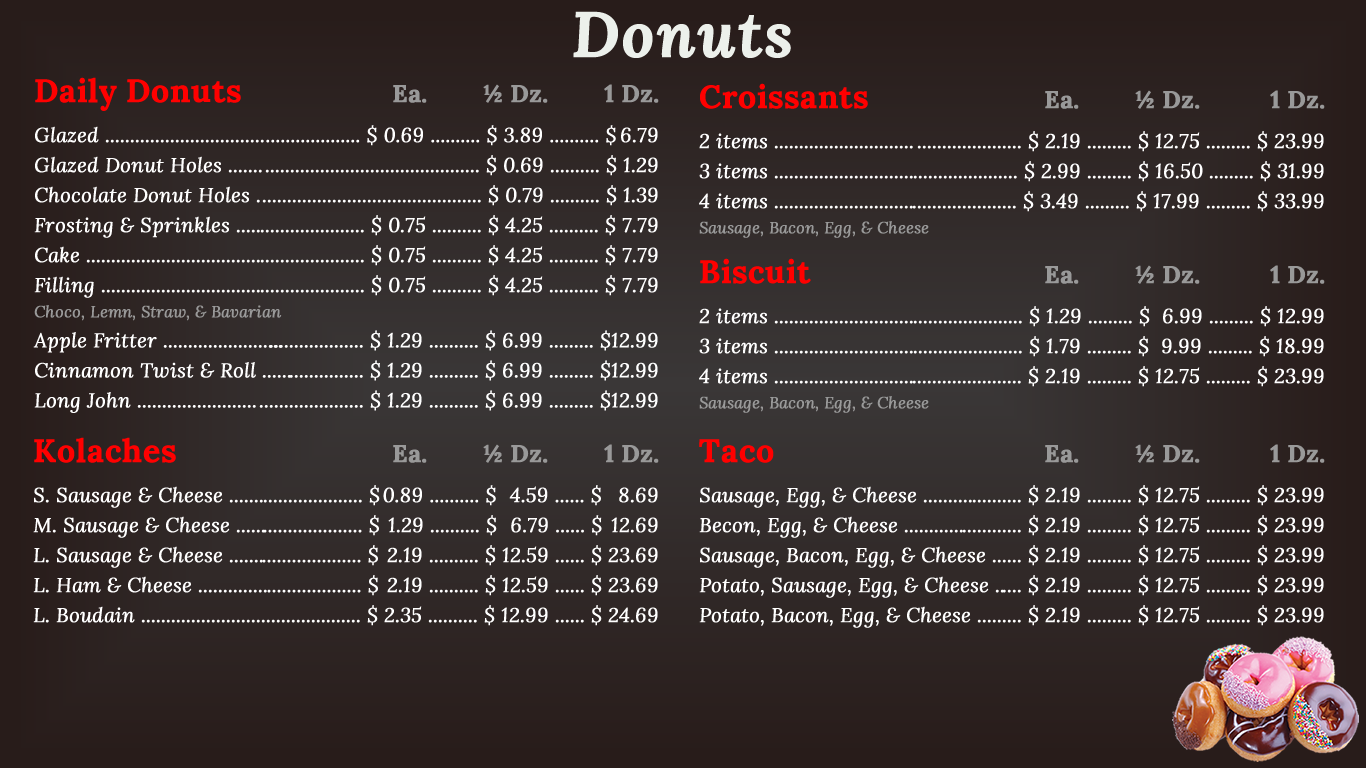 Donuts
Daily Donuts Ea. ½ Dz. 1 Dz.
Glazed ........ $ 0.69 ........ $ 3.89 ........ $ 6.79
Glazed Donut Holes ........ $ 0.69 ........ $ 1.29
Chocolate Donut Holes ........ $ 0.79 ........ $ 1.39
Frosting & Sprinkles ........ $ 0.75 ........ $ 4.25 ........ $ 7.79
Cake ........ $ 0.75 ........ $ 4.25 ........ $ 7.79
Filling ........ $ 0.75 ........ $ 4.25 ........ $ 7.79
Choco, Lemn, Straw, & Bavarian
Apple Fritter ........ $ 1.29 ........ $ 6.99 ........ $12.99
Cinnamon Twist & Roll ........ $ 1.29 ........ $ 6.99 ........ $12.99
Long John ........ $ 1.29 ........ $ 6.99 ........ $12.99
Kolaches Ea. ½ Dz. 1 Dz.
S. Sausage & Cheese ........ $0.89 ........ $ 4.59 ...... $ 8.69
M. Sausage & Cheese ........ $ 1.29 ........ $ 6.79 ...... $ 12.69
L. Sausage & Cheese ........ $ 2.19 ........ $ 12.59 ...... $ 23.69
L. Ham & Cheese ........ $ 2.19 ........ $ 12.59 ...... $ 23.69
L. Boudain ........ $ 2.35 ........ $ 12.99 ...... $ 24.69
Croissants Ea. ½ Dz. 1 Dz.
2 items ........ $ 2.19 ........ $ 12.75 ........ $ 23.99
3 items ........ $ 2.99 ........ $ 16.50 ........ $ 31.99
4 items ........ $ 3.49 ........ $ 17.99 ........ $ 33.99
Sausage, Bacon, Egg, & Cheese
Biscuit Ea. ½ Dz. 1 Dz.
2 items ........ $ 1.29 ........ $ 6.99 ........ $ 12.99
3 items ........ $ 1.79 ........ $ 9.99 ........ $ 18.99
4 items ........ $ 2.19 ........ $ 12.75 ........ $ 23.99
Sausage, Bacon, Egg, & Cheese
Taco Ea. ½ Dz. 1 Dz.
Sausage, Egg, & Cheese ........ $ 2.19 ........ $ 12.75 ........ $ 23.99
Becon, Egg, & Cheese ........ $ 2.19 ........ $ 12.75 ........ $ 23.99
Sausage, Bacon, Egg, & Cheese ...... $ 2.19 ........ $ 12.75 ........ $ 23.99
Potato, Sausage, Egg, & Cheese ...... $ 2.19 ........ $ 12.75 ........ $ 23.99
Potato, Bacon, Egg, & Cheese ........ $ 2.19 ........ $ 12.75 ........ $ 23.99